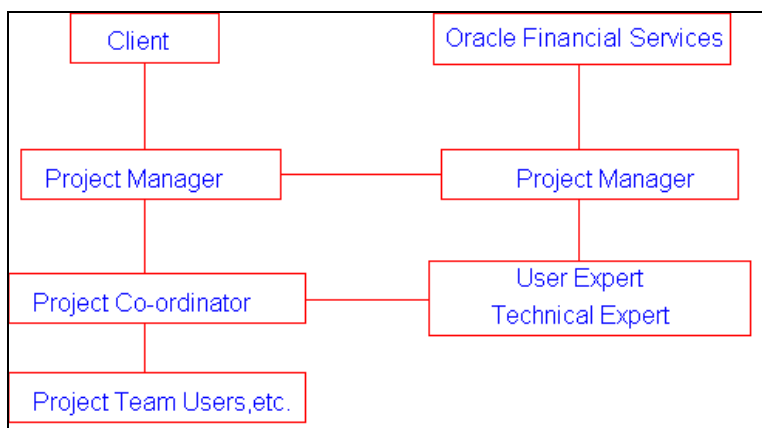 Client
Oracle Financial Services
Project Manager
Project Manager
Project Co-ordinator
User Expert
Technical Expert
Project Team Users,etc.